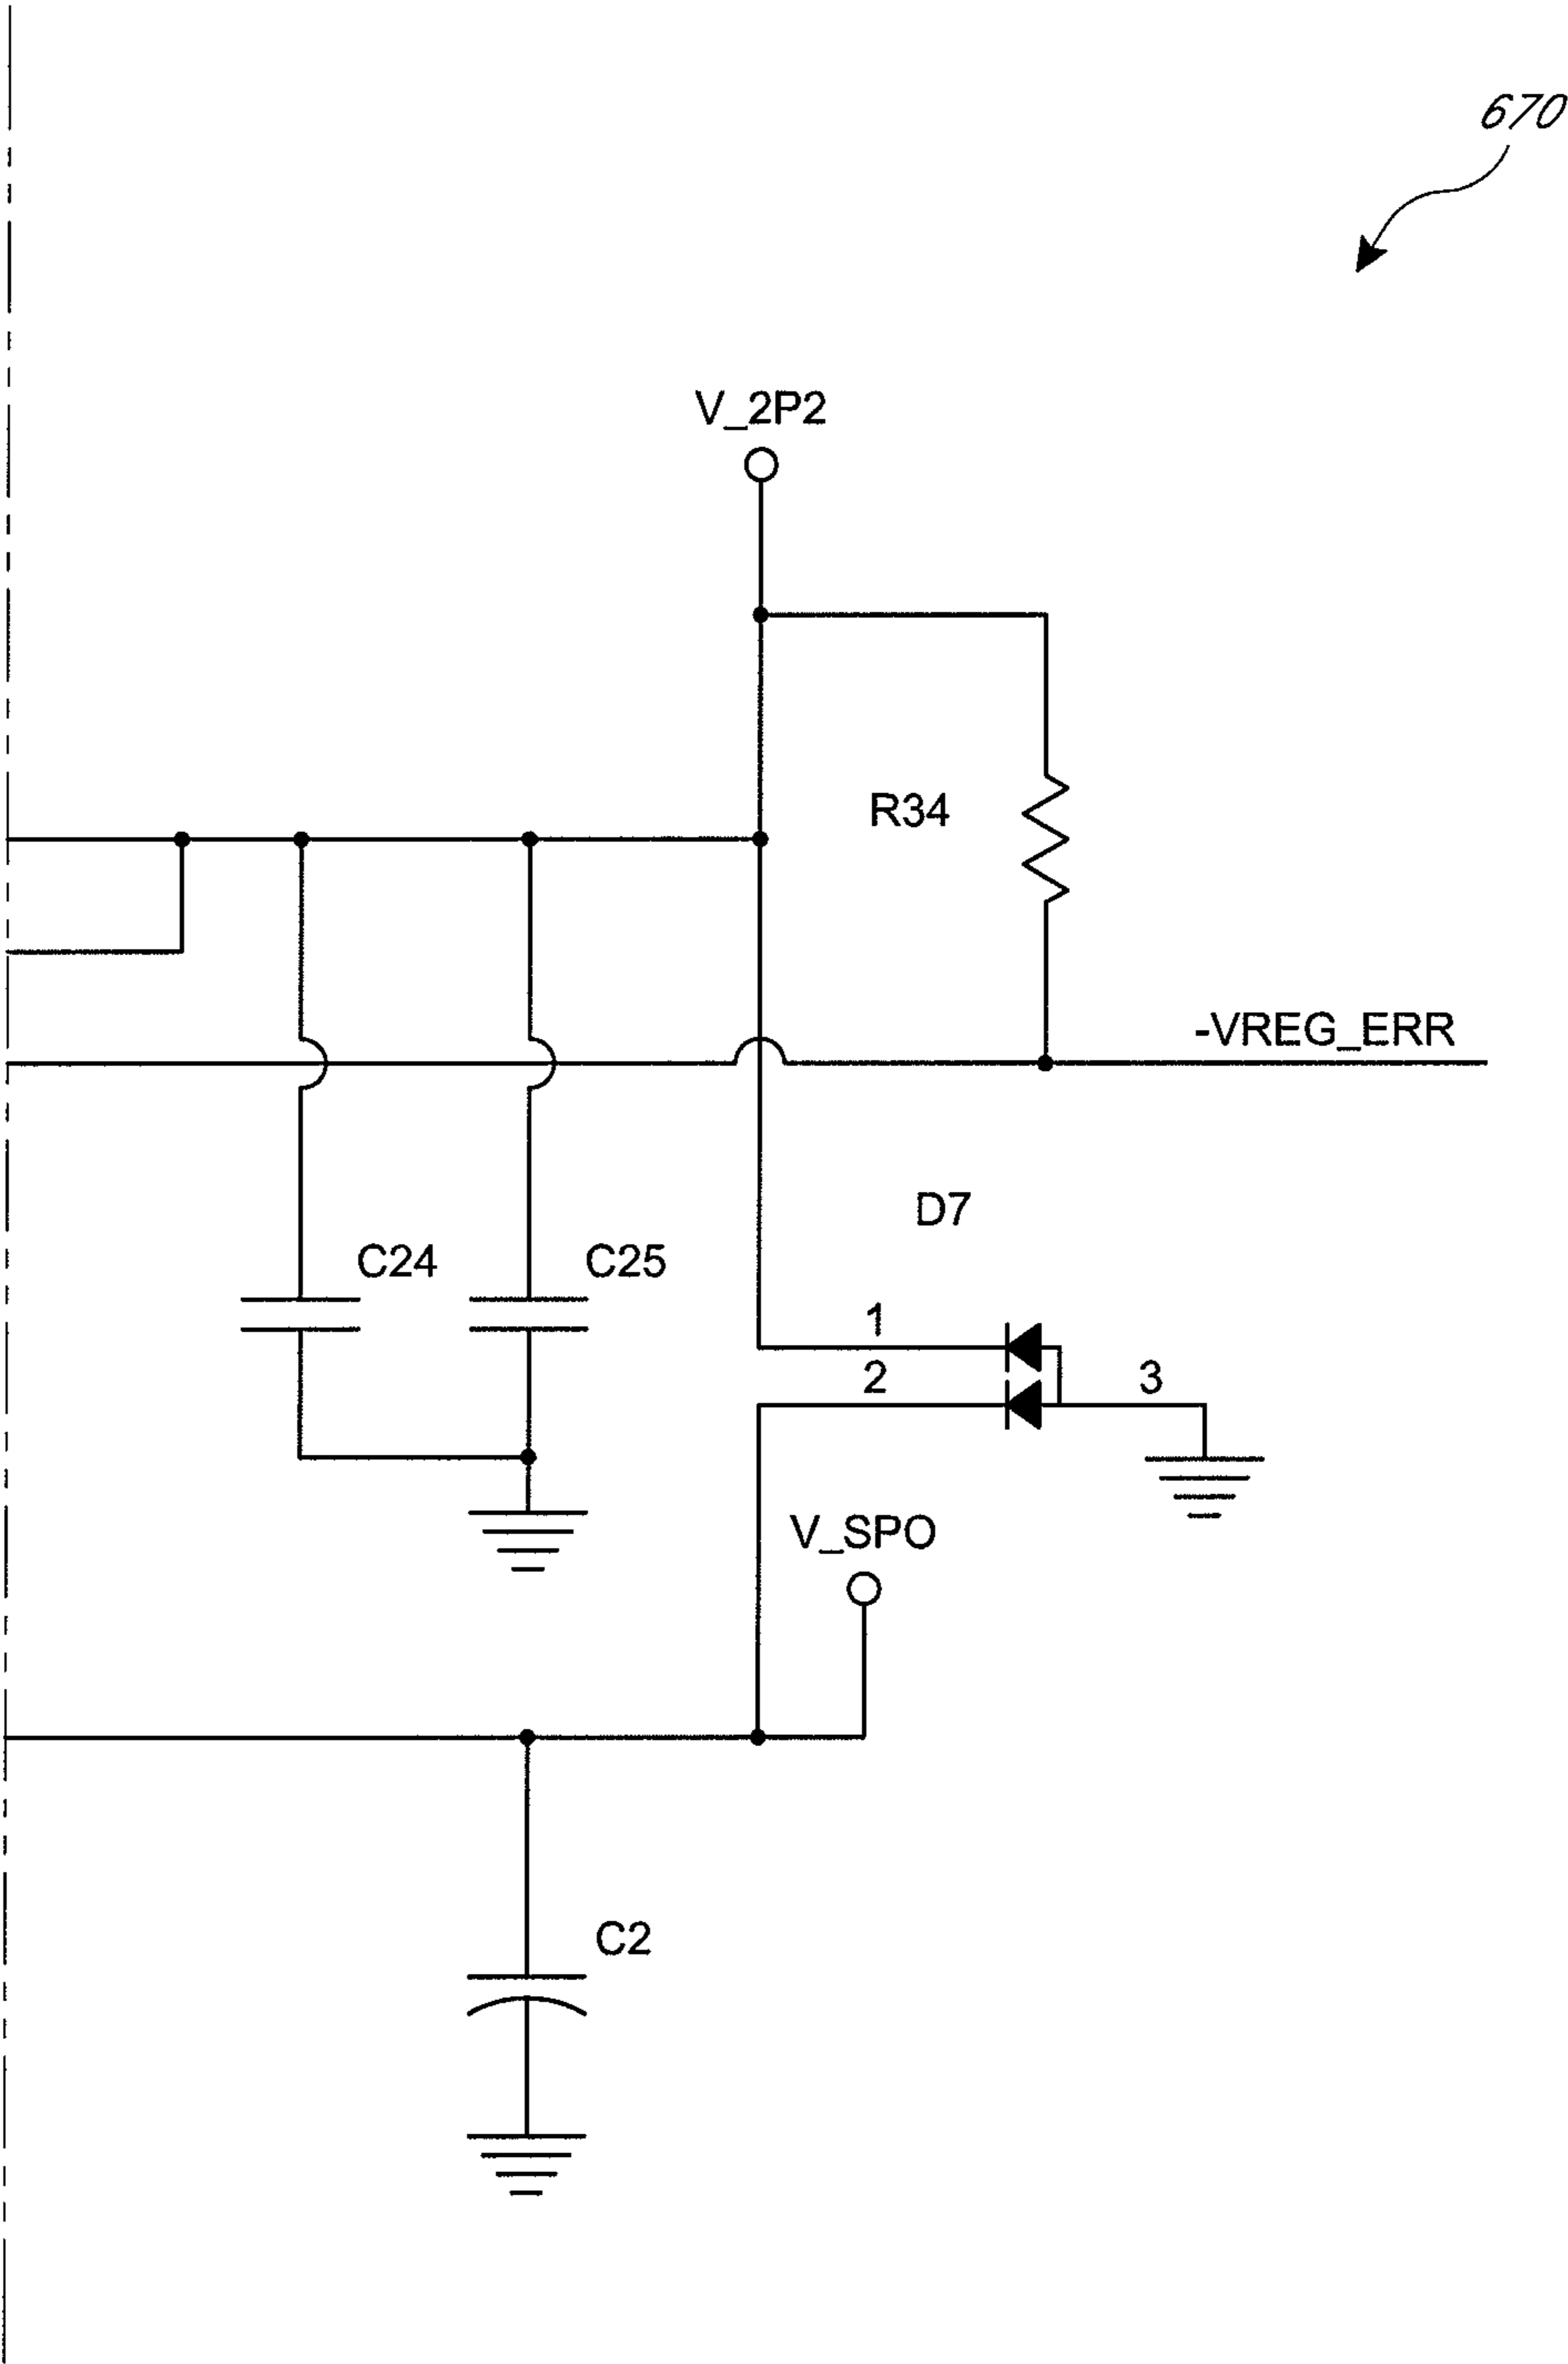 670
V_2P2
R34
-VREG_ERR
D7
C24
C25
1
2
3
V_SPO
C2